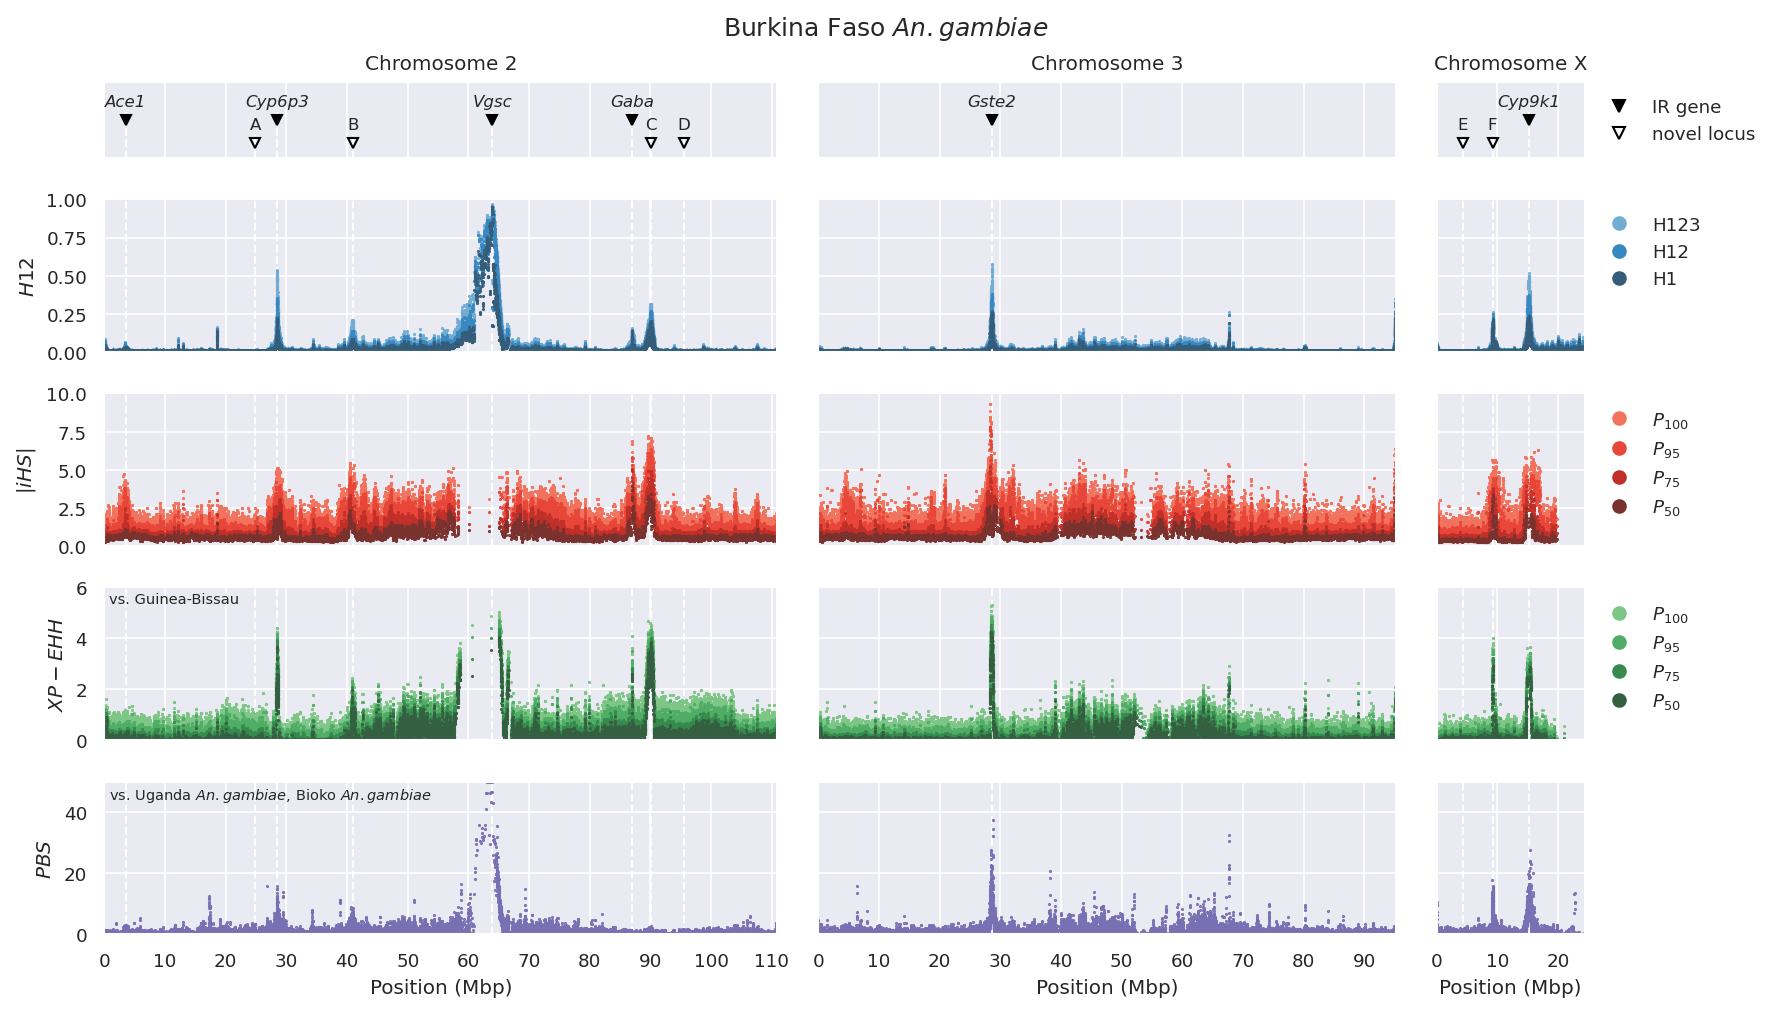 Burkina Faso An. gambiae
Chromosome 2 Chromosome 3 Chromosome X
Ace1 Cyp6p3 Vgsc Gaba Gste2 Cyp9k1
A B C D E F
IR gene
novel locus
1.00
0.75
0.50
0.25
0.00
H12
H123
H12
H1
10.0
7.5
5.0
2.5
0.0
|iHS|
P100
P95
P75
P50
vs. Guinea-Bissau
6
4
2
0
XP − EHH
P100
P95
P75
P50
vs. Uganda An. gambiae, Bioko An. gambiae
40
20
0
PBS
0 10 20 30 40 50 60 70 80 90 100 110 0 10 20 30 40 50 60 70 80 90 0 10 20
Position (Mbp) Position (Mbp) Position (Mbp)